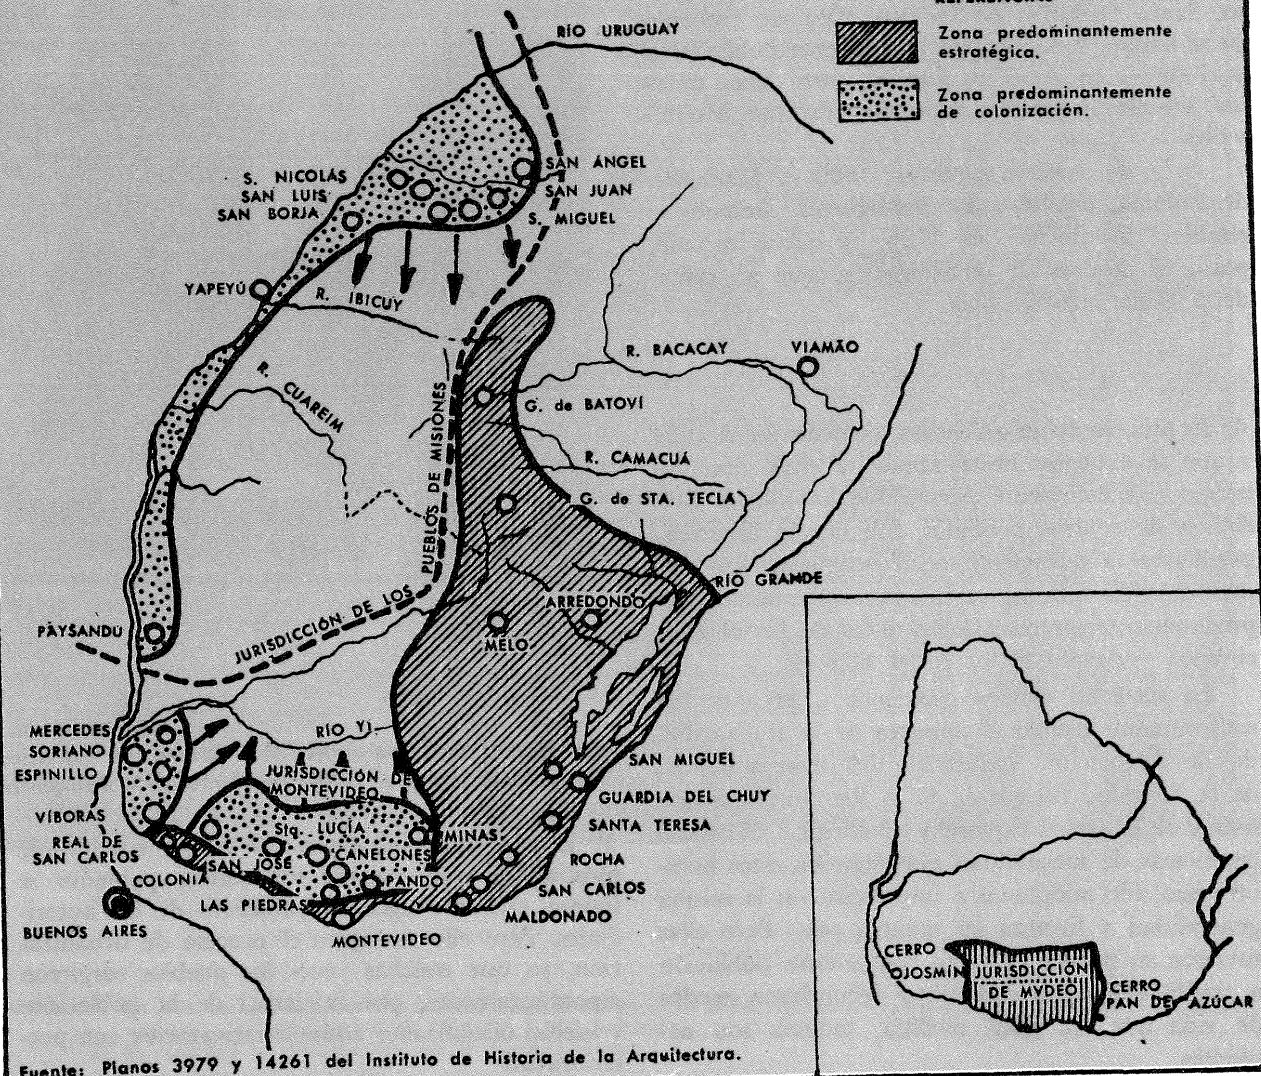 REFERENCIAS
Zona predominantemente
estratégica.
Zona predominantemente
de colonización.
RÍO URUGUAY
SAN ÁNGEL
S. NICOLÁS
SAN LUIS
SAN JUAN
SAN BORJA
S. MIGUEL
YAPEYÚ
R. IBICUY
R. BACACAY
VIAMÃO
R. CUAREIM
G. de BATOVÍ
R. CAMACUÁ
G. de STA. TECLA
JURISDICCIÓN DE LOS PUEBLOS DE MISIONES
RÍO GRANDE
ARREDONDO
PAYSANDÚ
MELO
MERCEDES
SORIANO
ESPINILLO
RÍO YI
SAN MIGUEL
JURISDICCIÓN DE
MONTEVIDEO
GUARDIA DEL CHUY
VÍBORAS
Sta. LUCÍA
MINAS
SANTA TERESA
REAL DE
SAN CARLOS
SAN JOSÉ
CANELONES
ROCHA
COLONIA
PANDO
SAN CARLOS
LAS PIEDRAS
MALDONADO
BUENOS AIRES
MONTEVIDEO
CERRO
OJOSMÍN
JURISDICCIÓN
DE MVDEO
CERRO
PAN DE AZÚCAR
Fuente: Planos 3979 y 14261 del Instituto de Historia de la Arquitectura.